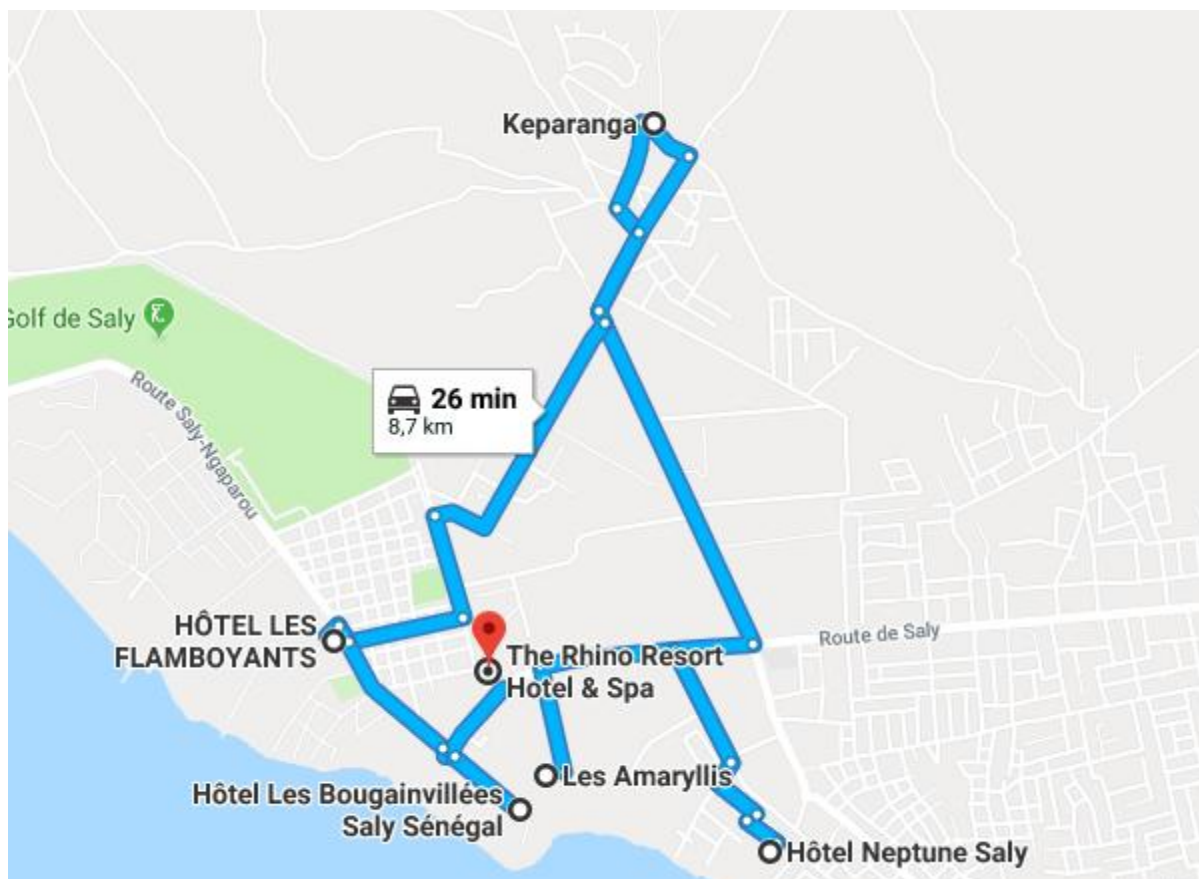 Keparanga
Golf de Saly
Route Saly-Ngaparou
26 min
8,7 km
HÔTEL LES
FLAMBOYANTS
The Rhino Resort
Hotel & Spa
Route de Saly
Les Amaryllis
Hôtel Les Bougainvillées
Saly Sénégal
Hôtel Neptune Saly